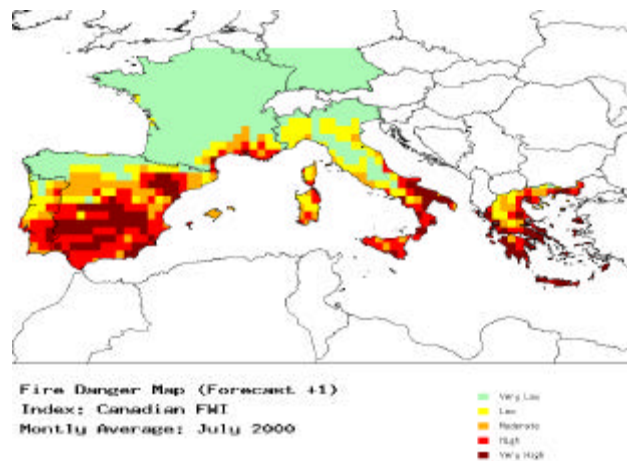 Fire Danger Map (Forecast +1)
Index: Canadian FWI
Montly Average: July 2000
Very Low
Low
Moderate
High
Very High